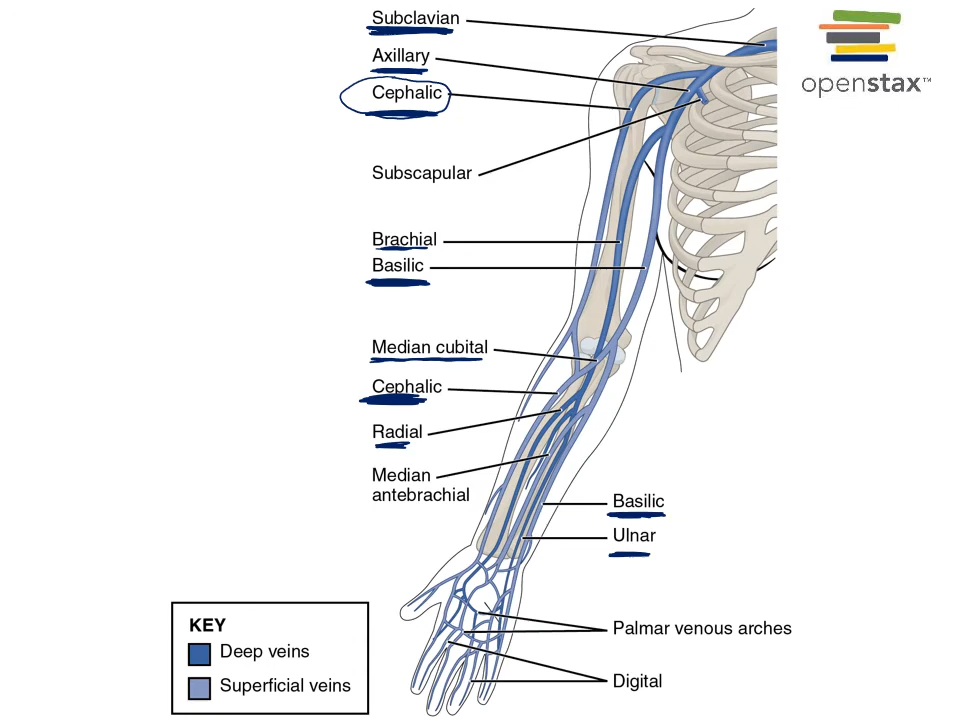 Subclavian
Axillary
Cephalic
Subscapular
Brachial
Basilic
Median cubital
Cephalic
Radial
Median
antebrachial
Basilic
Ulnar
Palmar venous arches
Digital
KEY
Deep veins
Superficial veins
openstax™